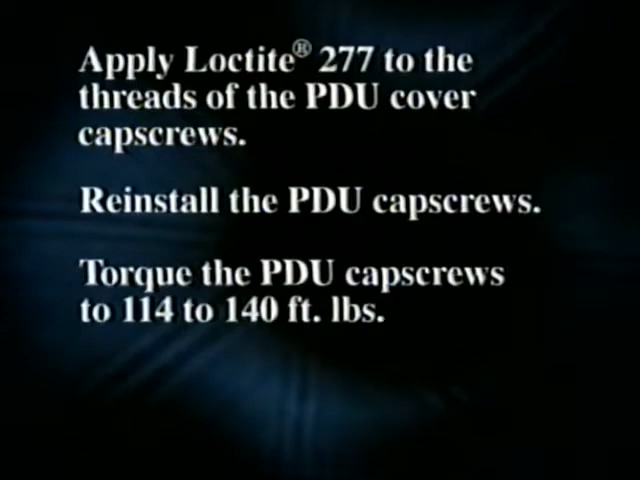 Apply Loctite® 277 to the
threads of the PDU cover
capscrews.
Reinstall the PDU capscrews.
Torque the PDU capscrews
to 114 to 140 ft. lbs.